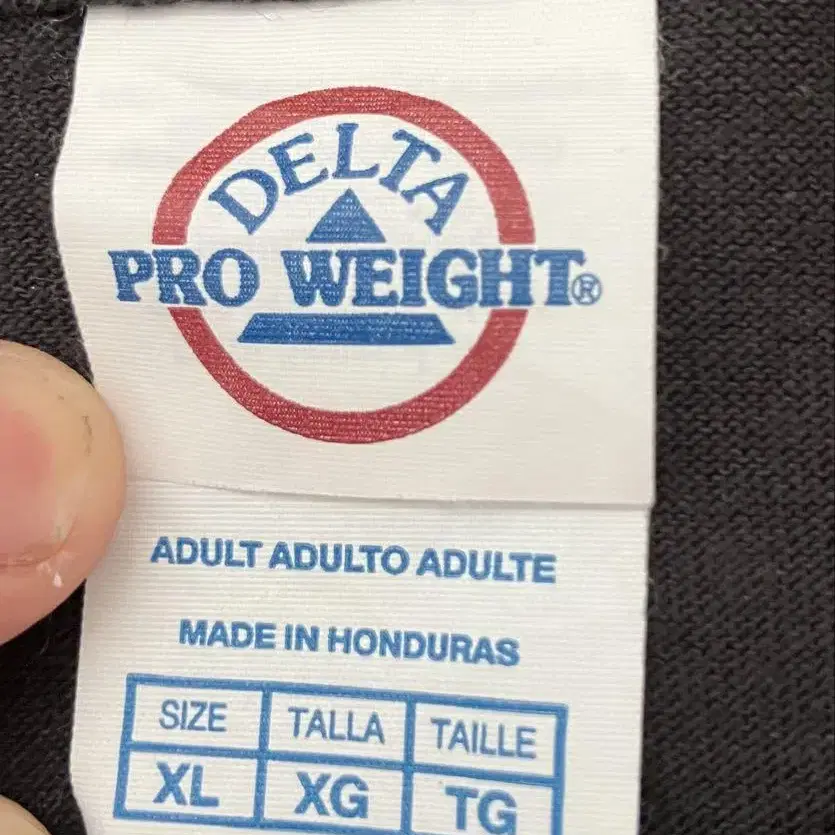 DELTA
PRO WEIGHT®
ADULT ADULTO ADULTE
MADE IN HONDURAS
SIZE TALLA TAILLE
XL XG TG